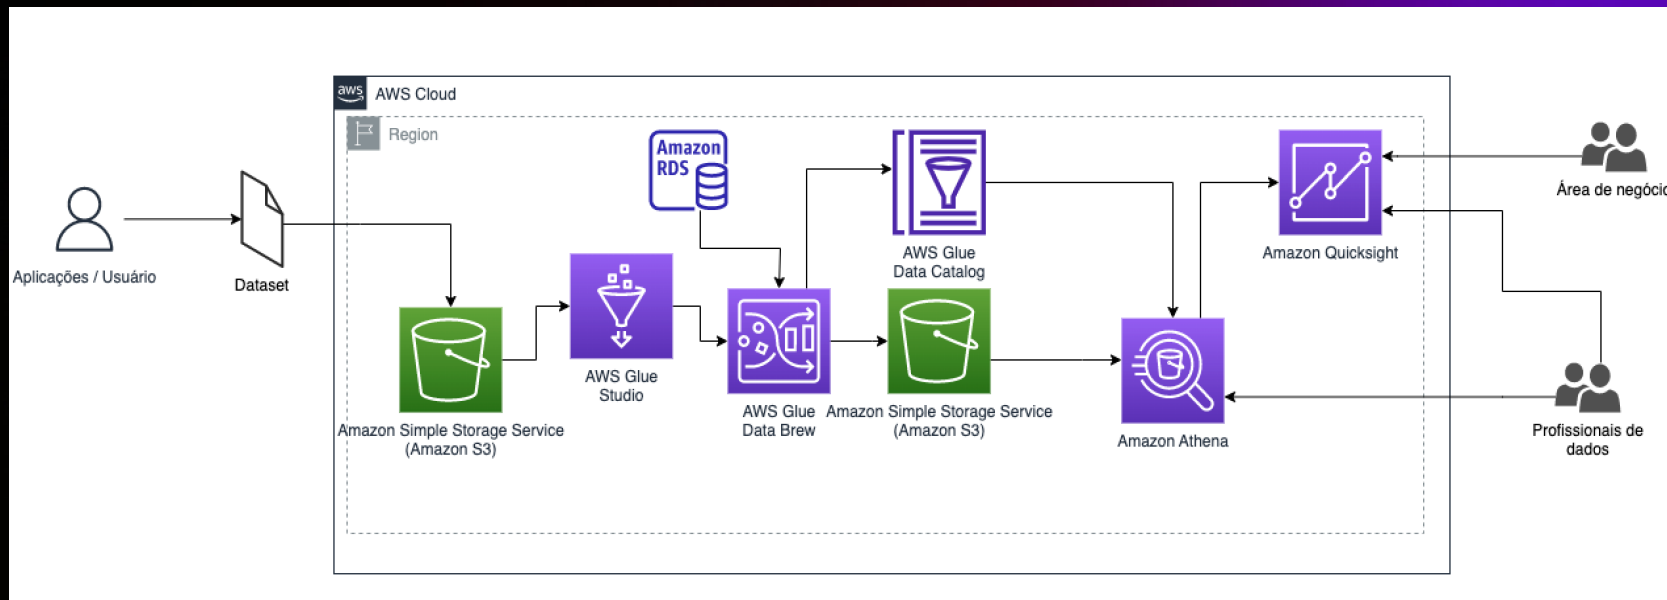 aws
AWS Cloud
Region
Amazon
RDS
Aplicações / Usuário
Dataset
Amazon Simple Storage Service
(Amazon S3)
AWS Glue
Studio
AWS Glue
Data Brew
AWS Glue
Data Catalog
Amazon Simple Storage Service
(Amazon S3)
Amazon Athena
Amazon Quicksight
Área de negócio
Profissionais de
dados